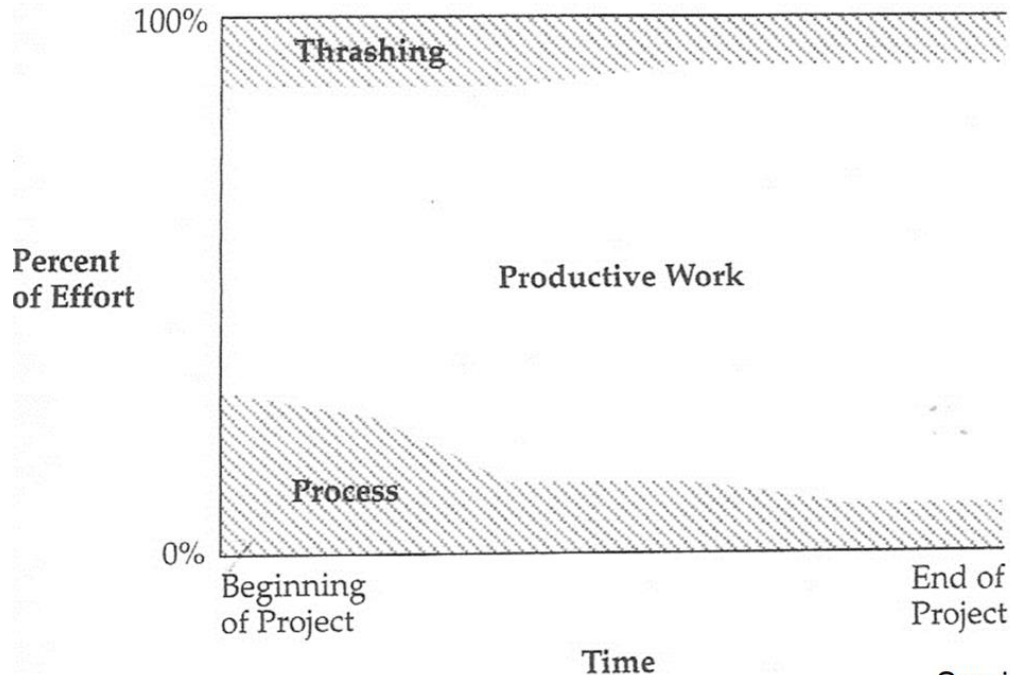 100%
Thrashing
Percent
of Effort
Productive Work
Process
0%
Beginning
of Project
End of
Project
Time